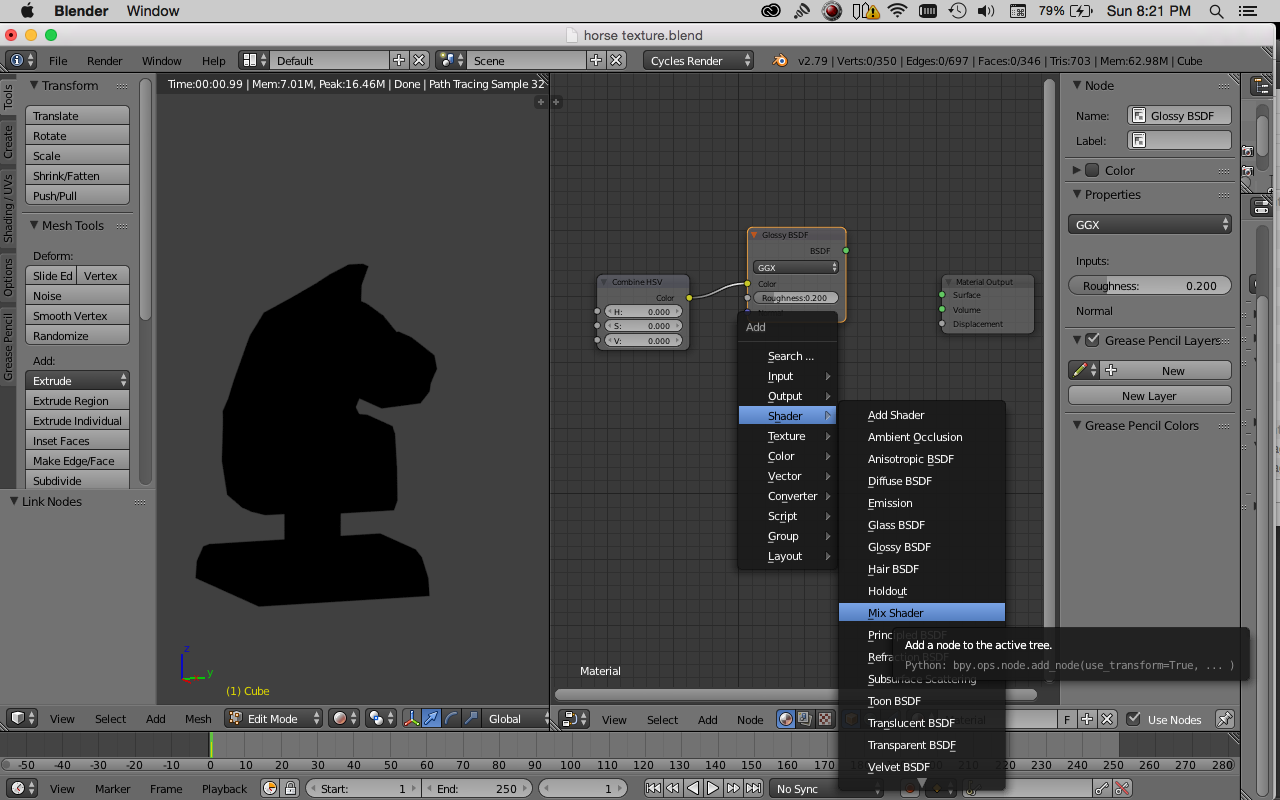 Blender Window
79% Sun 8:21 PM
horse texture.blend
File Render Window Help Default Scene Cycles Render v2.79 | Verts:0/350 | Edges:0/697 | Faces:0/346 | Tris:703 | Mem:62.98M | Cube
Tools
Create
Shading / UVs
Options
Grease Pencil
Transform
Translate
Rotate
Scale
Shrink/Fatten
Push/Pull
Mesh Tools
Deform:
Slide Ed Vertex
Noise
Smooth Vertex
Randomize
Add:
Extrude
Extrude Region
Extrude Individual
Inset Faces
Make Edge/Face
Subdivide
Link Nodes
Time:00:00.99 | Mem:7.01M, Peak:16.46M | Done | Path Tracing Sample 32
z
y
(1) Cube
Combine HSV
Color
H: 0.000
S: 0.000
V: 0.000
Glossy BSDF
BSDF
GGX
Color
Roughness:0.200
Material Output
Surface
Volume
Displacement
Add
Search ...
Input
Output
Shader
Texture
Color
Vector
Converter
Script
Group
Layout
Add Shader
Ambient Occlusion
Anisotropic BSDF
Diffuse BSDF
Emission
Glass BSDF
Glossy BSDF
Hair BSDF
Holdout
Mix Shader
Principled BSDF
Subsurface Scattering
Toon BSDF
Translucent BSDF
Transparent BSDF
Velvet BSDF
Add a node to the active tree.
Python: bpy.ops.node.add_node(use_transform=True, ... )
Material
Node
Name: Glossy BSDF
Label:
Color
Properties
GGX
Inputs:
Roughness: 0.200
Normal
Grease Pencil Layers
New
New Layer
Grease Pencil Colors
View Select Add Mesh Edit Mode Global
View Select Add Node F Use Nodes
-50 -40 -30 -20 -10 0 10 20 30 40 50 60 70 80 90 100 110 120 130 140 150 160 170 180 190 200 210 220 230 240 250 260 270 280
View Marker Frame Playback Start: 1 End: 250 1 No Sync